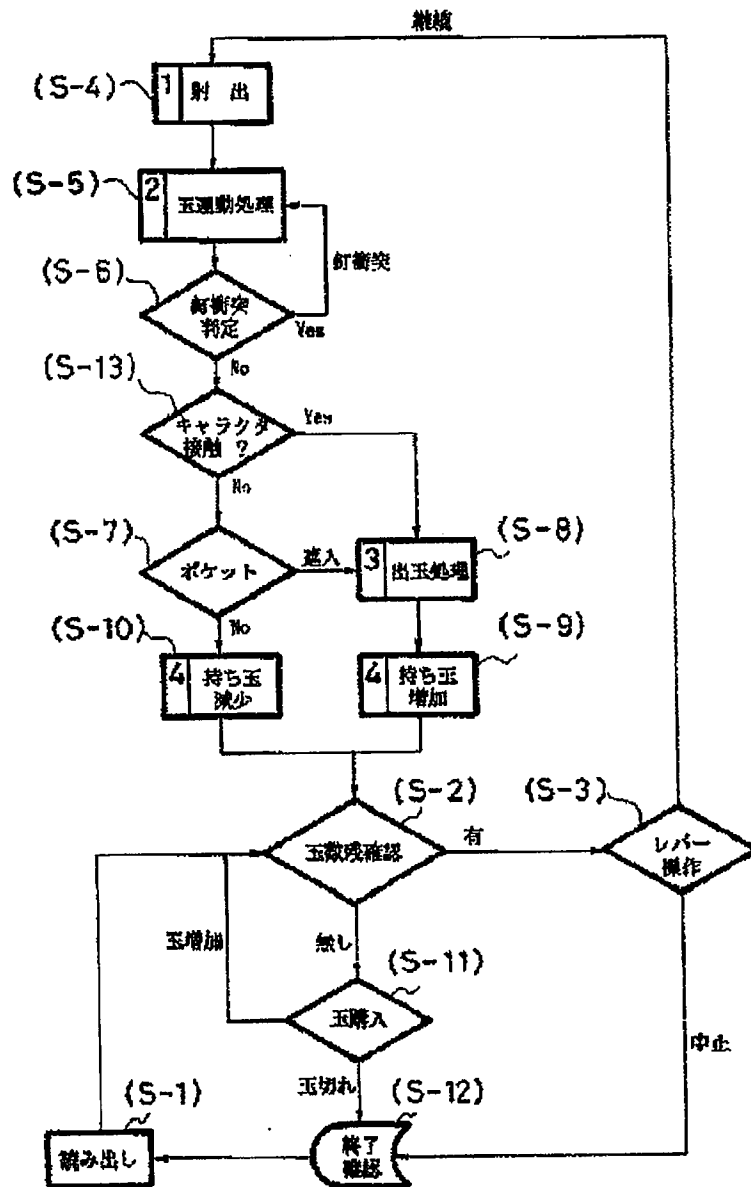 継続
(S-4)
1 射 出
(S-5)
2 玉運動処理
釘衝突
(S-6)
釘衝突
判定
Yes
No
(S-13)
キャラクタ
接触 ?
Yes
No
(S-7)
ポケット
進入
(S-8)
3 出玉処理
No
(S-10)
4 持ち玉
減少
(S-9)
4 持ち玉
増加
(S-2)
玉数残確認
有
(S-3)
レバー
操作
玉増加
無し
(S-11)
玉購入
中止
玉切れ
(S-1)
読み出し
(S-12)
終了
確認